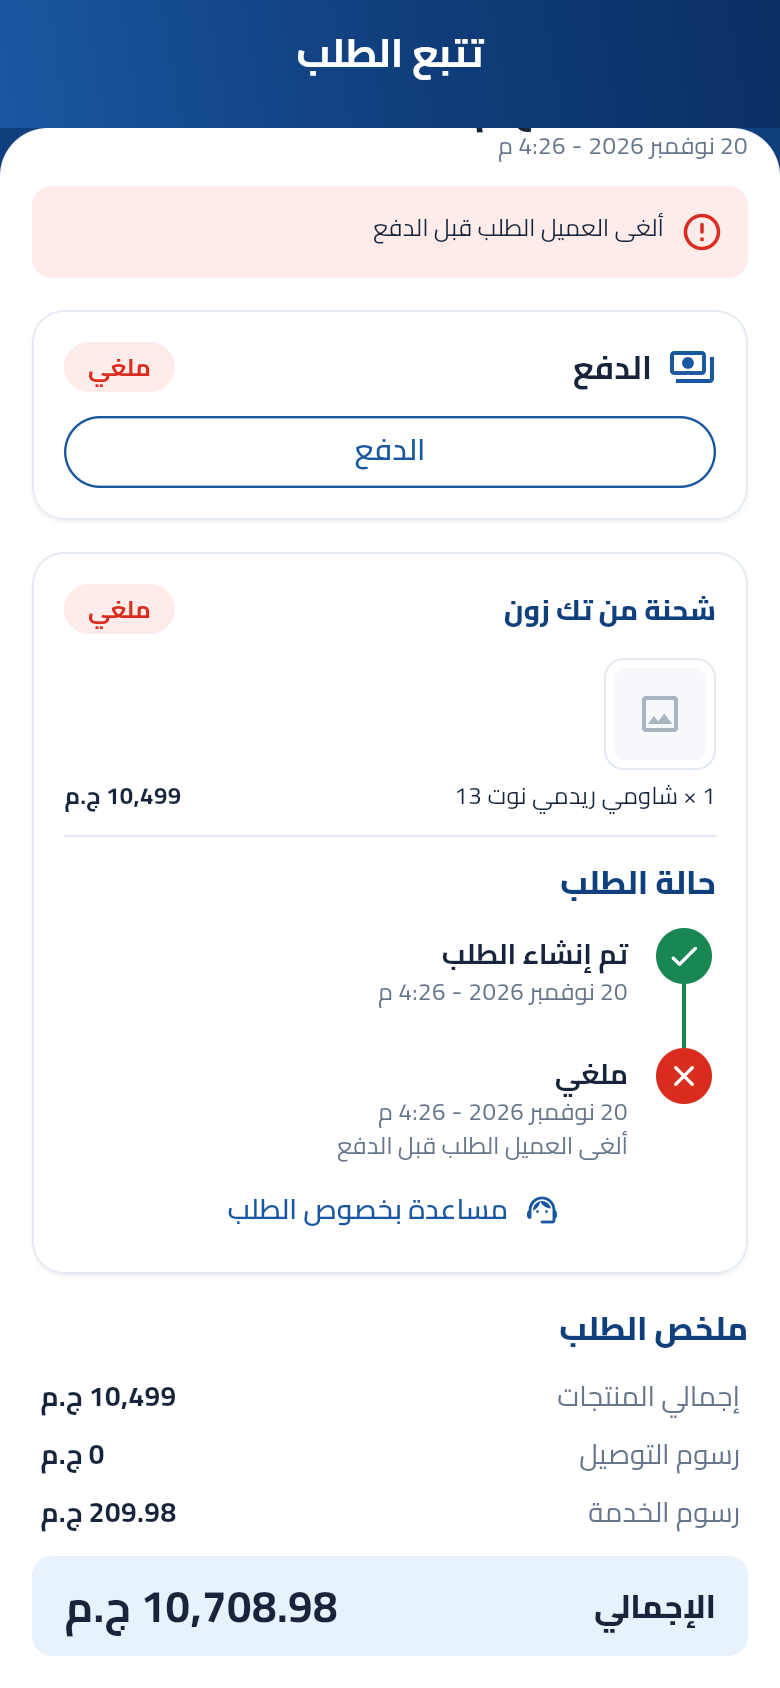 تتبع الطلب
20 نوفمبر 2026 - 4:26 م
ألغى العميل الطلب قبل الدفع
الدفع
ملغي
الدفع
شحنة من تك زون
ملغي
1 × شاومي ريدمي نوت 13
10,499 ج.م
حالة الطلب
تم إنشاء الطلب
20 نوفمبر 2026 - 4:26 م
ملغي
20 نوفمبر 2026 - 4:26 م
ألغى العميل الطلب قبل الدفع
مساعدة بخصوص الطلب
ملخص الطلب
إجمالي المنتجات
10,499 ج.م
رسوم التوصيل
0 ج.م
رسوم الخدمة
209.98 ج.م
الإجمالي
10,708.98 ج.م